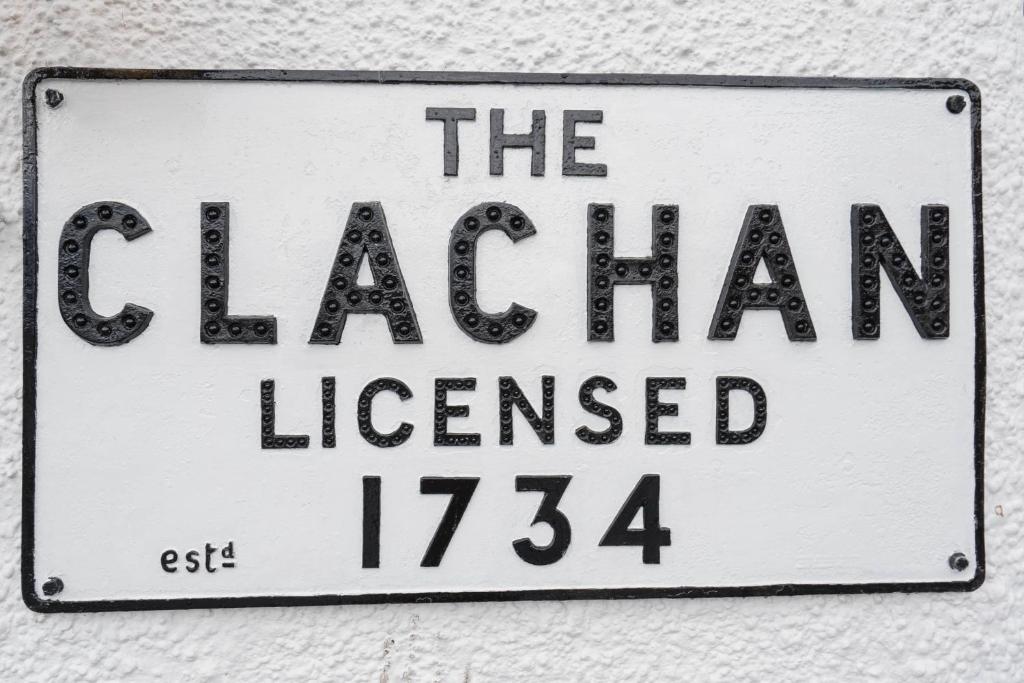 THE
CLACHAN
LICENSED
estd 1734